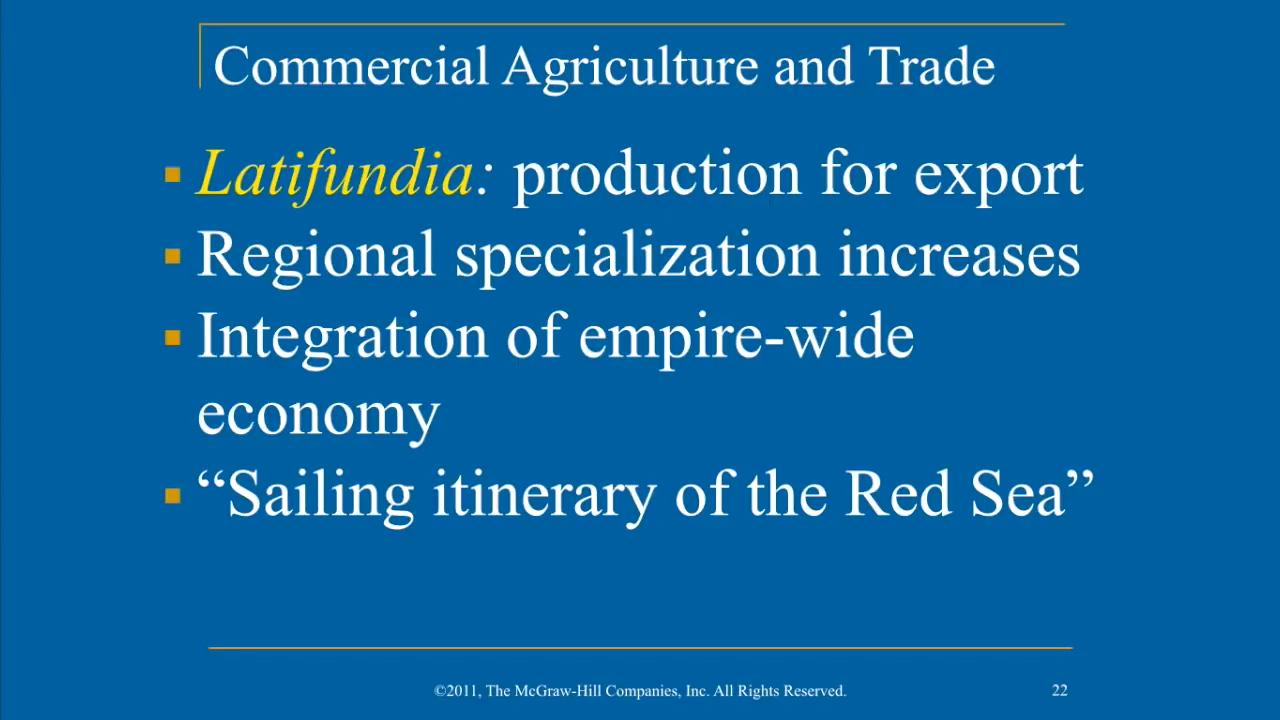 Commercial Agriculture and Trade
Latifundia: production for export
Regional specialization increases
Integration of empire-wide
economy
“Sailing itinerary of the Red Sea”
©2011, The McGraw-Hill Companies, Inc. All Rights Reserved.
22